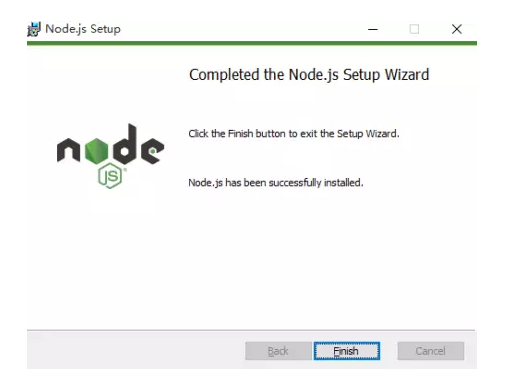 Node.js Setup
Completed the Node.js Setup Wizard
Click the Finish button to exit the Setup Wizard.
node
JS
Node.js has been successfully installed.
Back Finish Cancel